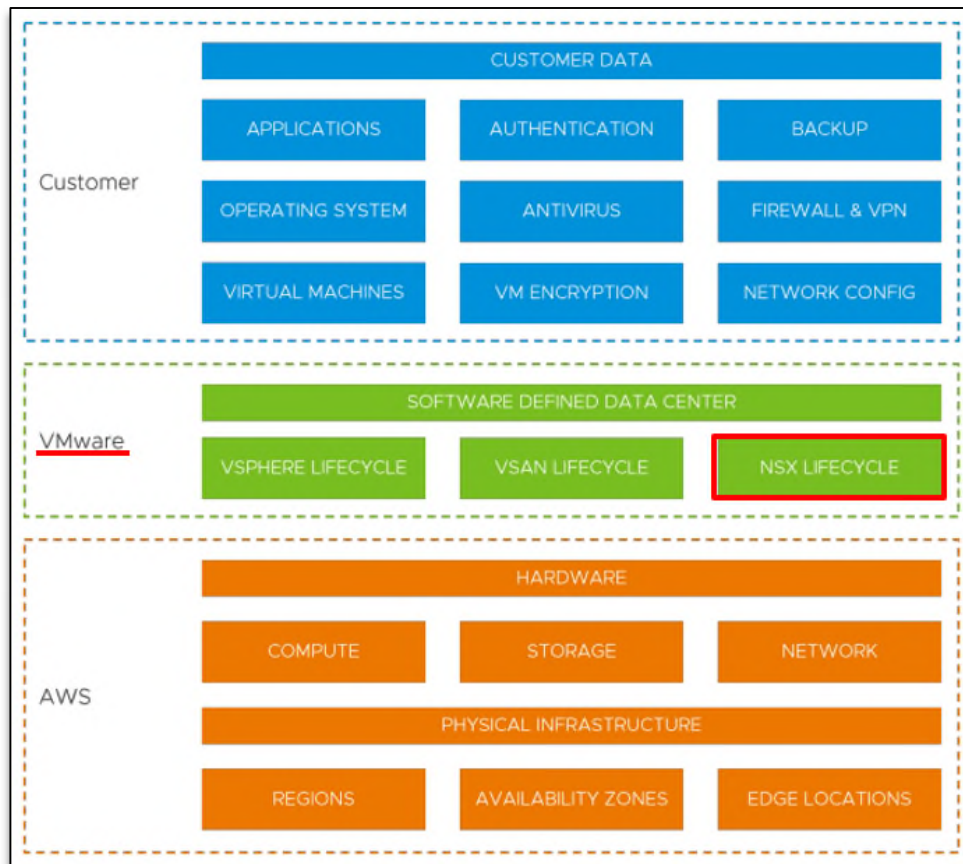 CUSTOMER DATA
APPLICATIONS
AUTHENTICATION
BACKUP
Customer
OPERATING SYSTEM
ANTIVIRUS
FIREWALL & VPN
VIRTUAL MACHINES
VM ENCRYPTION
NETWORK CONFIG
SOFTWARE DEFINED DATA CENTER
VMware
VSPHERE LIFECYCLE
VSAN LIFECYCLE
NSX LIFECYCLE
HARDWARE
COMPUTE
STORAGE
NETWORK
AWS
PHYSICAL INFRASTRUCTURE
REGIONS
AVAILABILITY ZONES
EDGE LOCATIONS